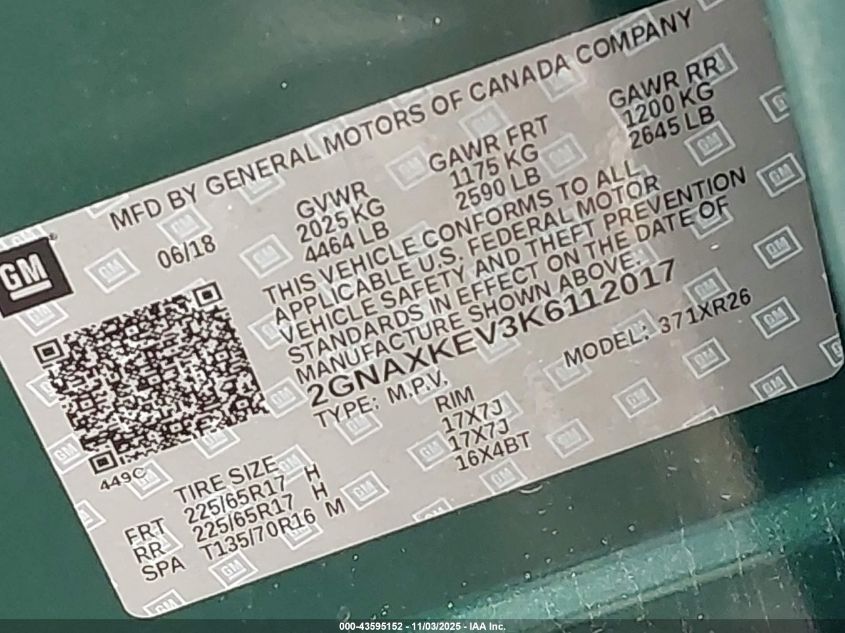 MFD BY GENERAL MOTORS OF CANADA COMPANY
06/18
GVWR
2025 KG
4464 LB
GAWR FRT
1175 KG
2590 LB
GAWR RR
1200 KG
2645 LB
GM
THIS VEHICLE CONFORMS TO ALL
APPLICABLE U.S. FEDERAL MOTOR
VEHICLE SAFETY AND THEFT PREVENTION
STANDARDS IN EFFECT ON THE DATE OF
MANUFACTURE SHOWN ABOVE.
2GNAXKEV3K6112017
TYPE: M.P.V.
MODEL: 371XR26
449C
TIRE SIZE
RIM
FRT 225/65R17 H 17X7J
RR 225/65R17 H 17X7J
SPA T135/70R16 M 16X4BT
000-43595152 - 11/03/2025 - IAA Inc.